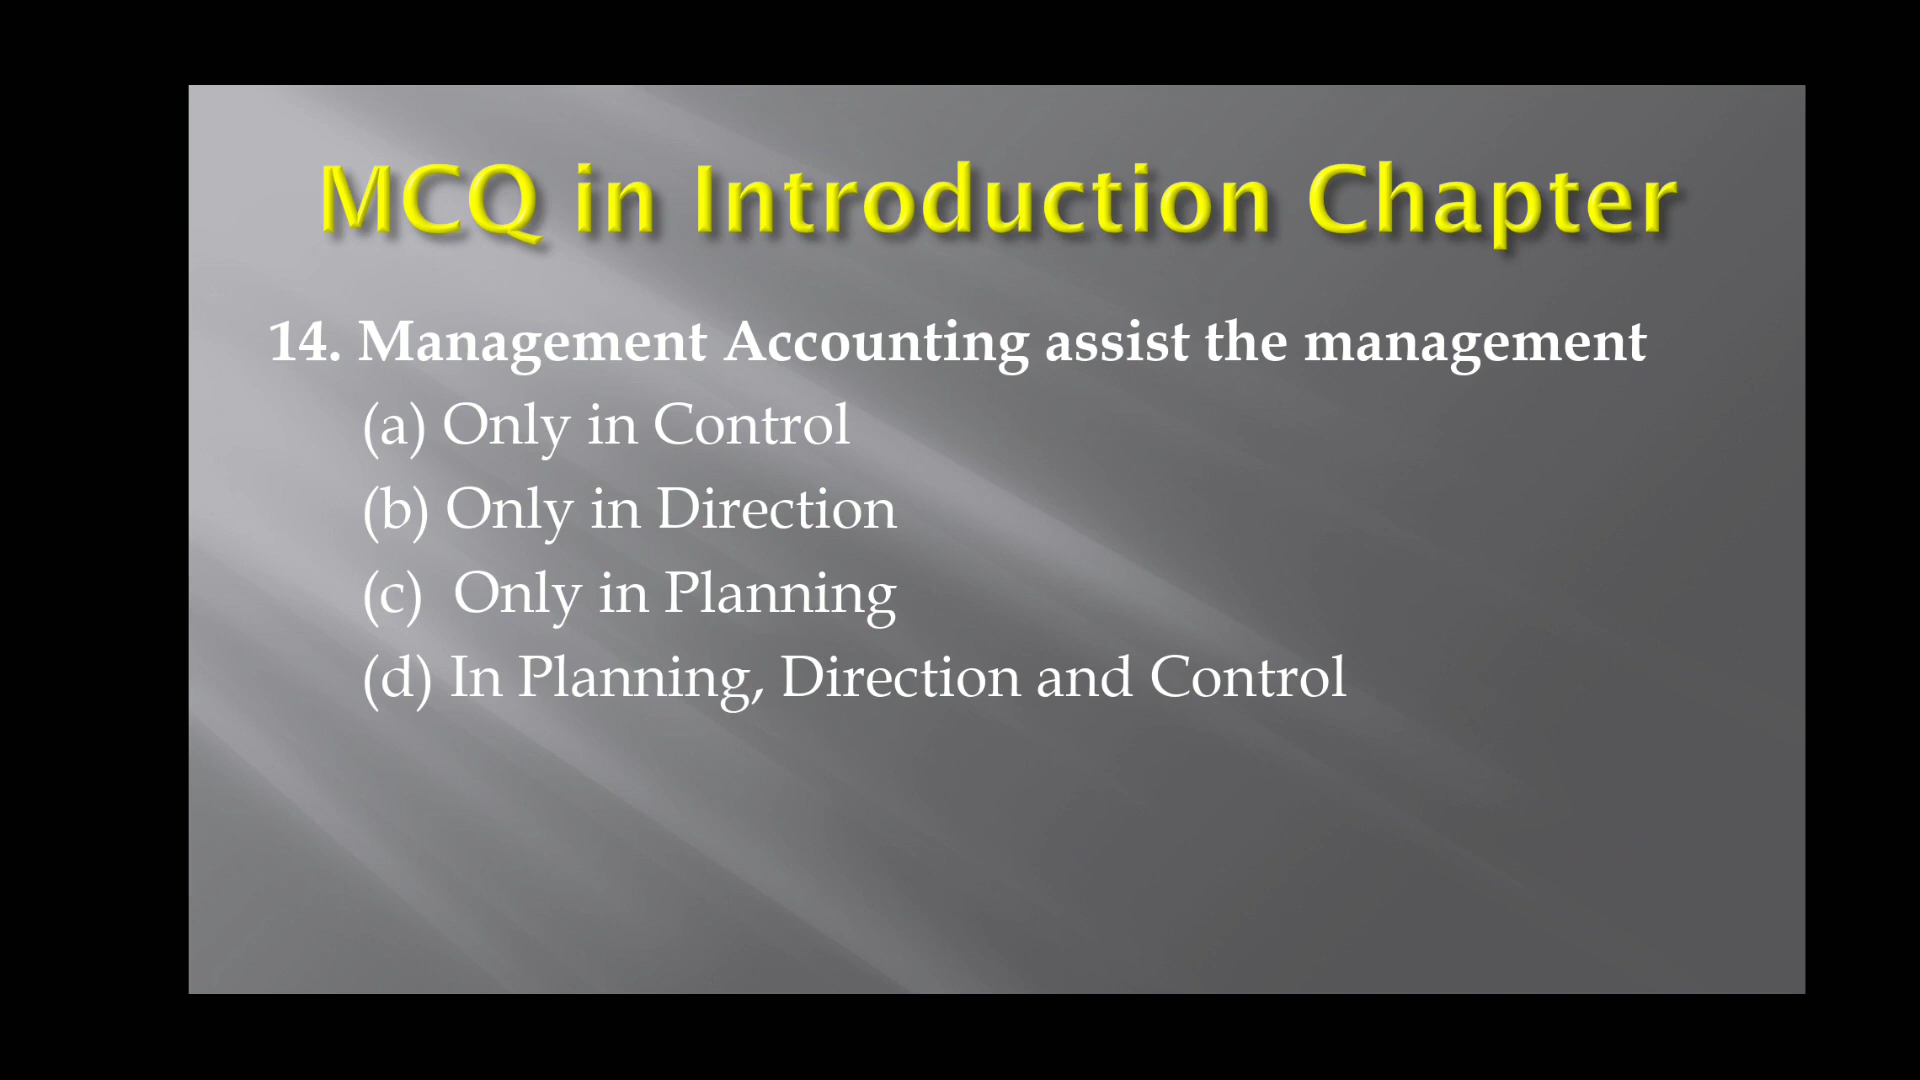 MCQ in Introduction Chapter
14. Management Accounting assist the management
(a) Only in Control
(b) Only in Direction
(c) Only in Planning
(d) In Planning, Direction and Control